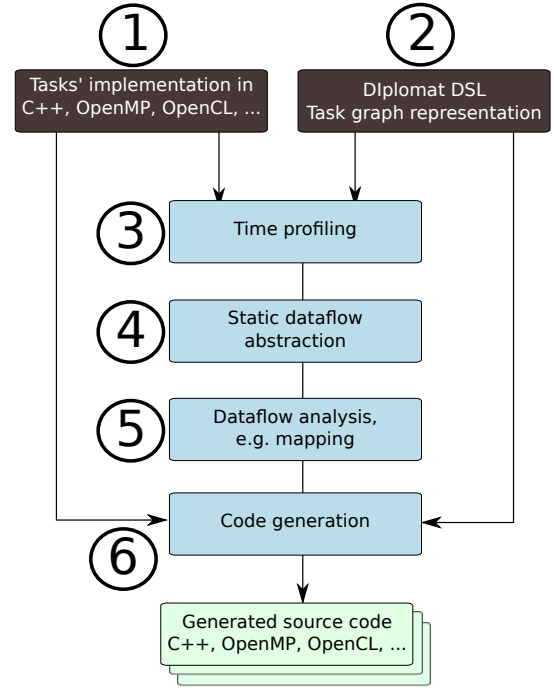 1
2
Tasks' implementation in
C++, OpenMP, OpenCL, ...
DIplomat DSL
Task graph representation
3
Time profiling
4
Static dataflow
abstraction
5
Dataflow analysis,
e.g. mapping
Code generation
6
Generated source code
C++, OpenMP, OpenCL, ...